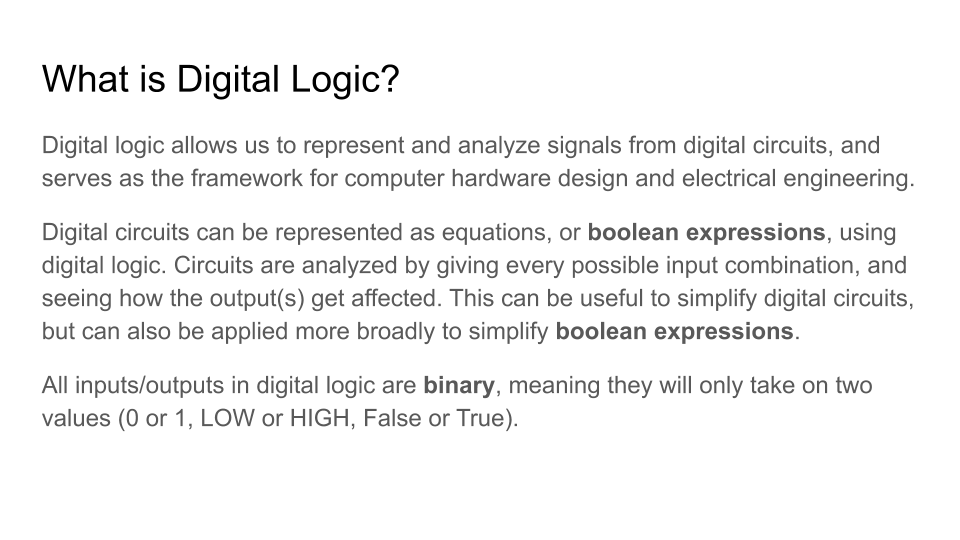 What is Digital Logic?
Digital logic allows us to represent and analyze signals from digital circuits, and
serves as the framework for computer hardware design and electrical engineering.
Digital circuits can be represented as equations, or boolean expressions, using
digital logic. Circuits are analyzed by giving every possible input combination, and
seeing how the output(s) get affected. This can be useful to simplify digital circuits,
but can also be applied more broadly to simplify boolean expressions.
All inputs/outputs in digital logic are binary, meaning they will only take on two
values (0 or 1, LOW or HIGH, False or True).